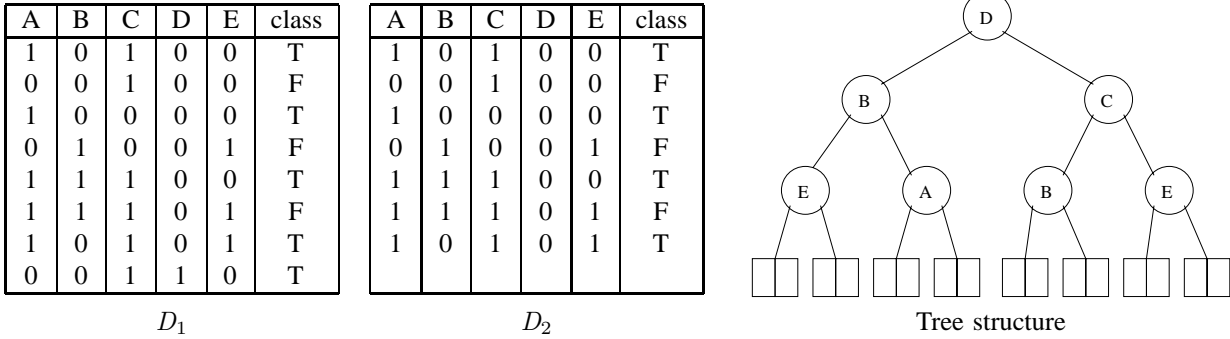 A B C D E class
1 0 1 0 0 T
0 0 1 0 0 F
1 0 0 0 0 T
0 1 0 0 1 F
1 1 1 0 0 T
1 1 1 0 1 F
1 0 1 0 1 T
0 0 1 1 0 T
D1
A B C D E class
1 0 1 0 0 T
0 0 1 0 0 F
1 0 0 0 0 T
0 1 0 0 1 F
1 1 1 0 0 T
1 1 1 0 1 F
1 0 1 0 1 T
D2
D
B C
E A B E
Tree structure